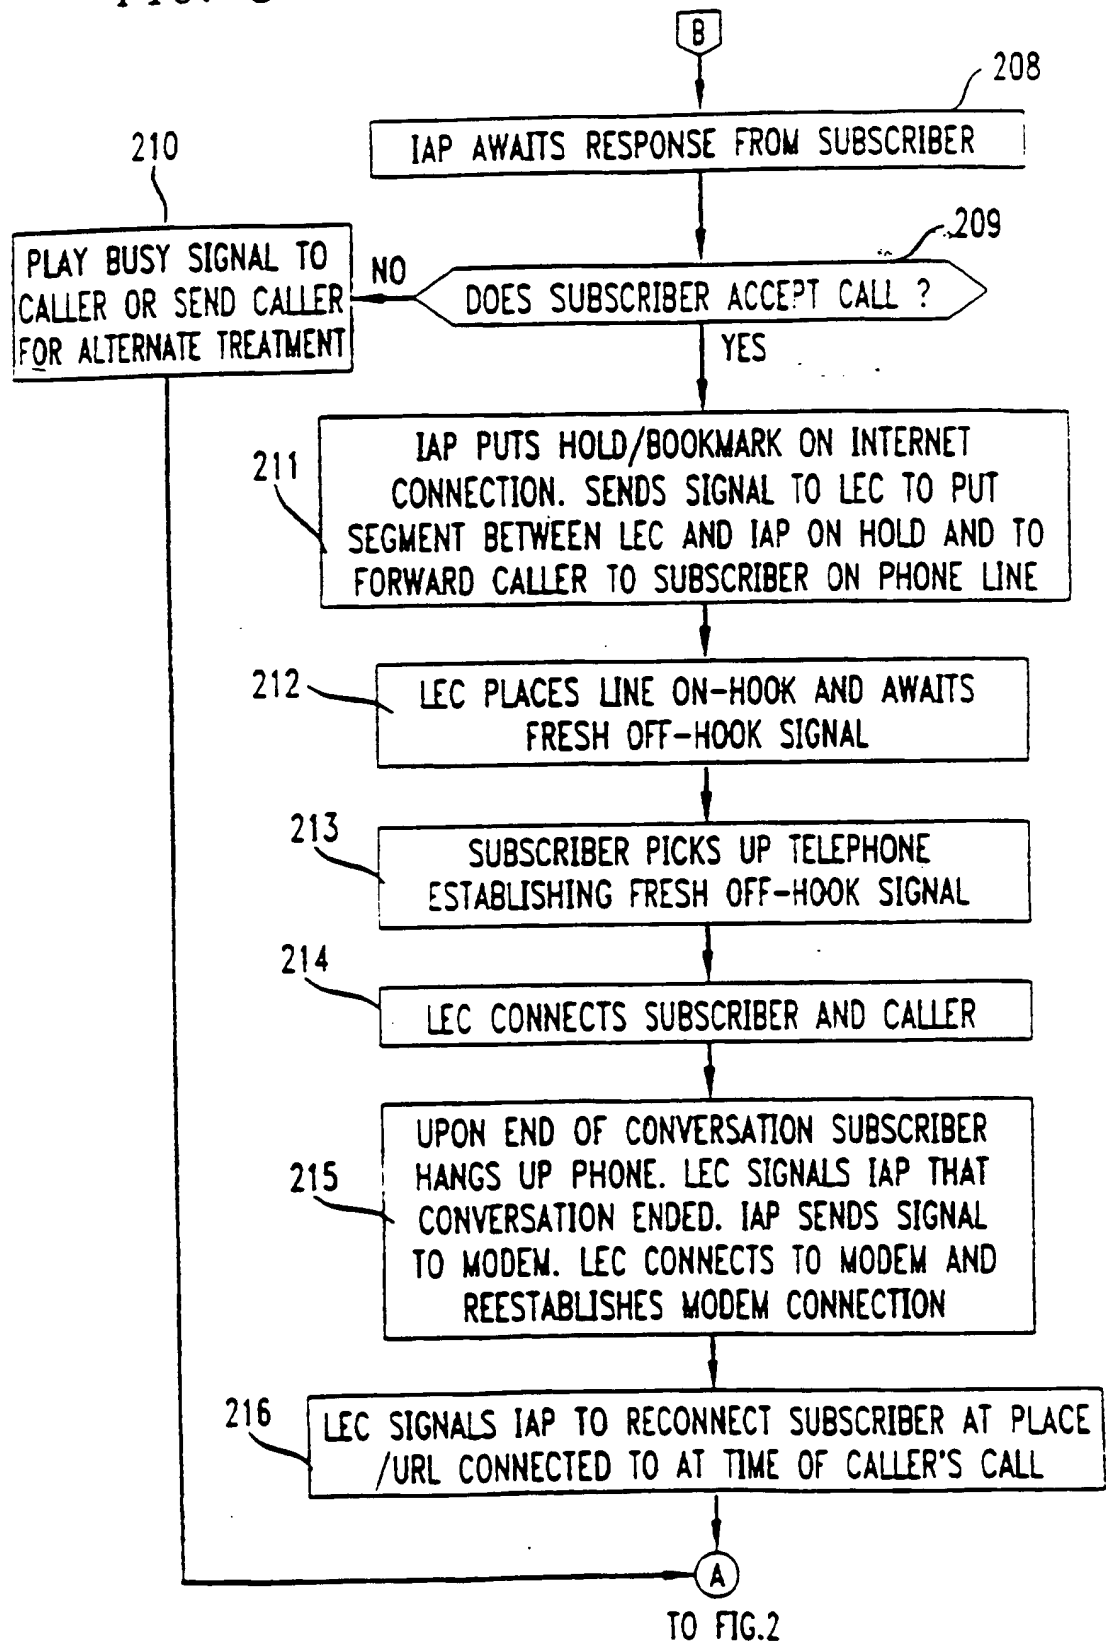 B
208
IAP AWAITS RESPONSE FROM SUBSCRIBER
210
209
PLAY BUSY SIGNAL TO
CALLER OR SEND CALLER
FOR ALTERNATE TREATMENT
NO
DOES SUBSCRIBER ACCEPT CALL ?
YES
211
IAP PUTS HOLD/BOOKMARK ON INTERNET
CONNECTION. SENDS SIGNAL TO LEC TO PUT
SEGMENT BETWEEN LEC AND IAP ON HOLD AND TO
FORWARD CALLER TO SUBSCRIBER ON PHONE LINE
212
LEC PLACES LINE ON-HOOK AND AWAITS
FRESH OFF-HOOK SIGNAL
213
SUBSCRIBER PICKS UP TELEPHONE
ESTABLISHING FRESH OFF-HOOK SIGNAL
214
LEC CONNECTS SUBSCRIBER AND CALLER
215
UPON END OF CONVERSATION SUBSCRIBER
HANGS UP PHONE. LEC SIGNALS IAP THAT
CONVERSATION ENDED. IAP SENDS SIGNAL
TO MODEM. LEC CONNECTS TO MODEM AND
REESTABLISHES MODEM CONNECTION
216
LEC SIGNALS IAP TO RECONNECT SUBSCRIBER AT PLACE
/URL CONNECTED TO AT TIME OF CALLER'S CALL
A
TO FIG.2